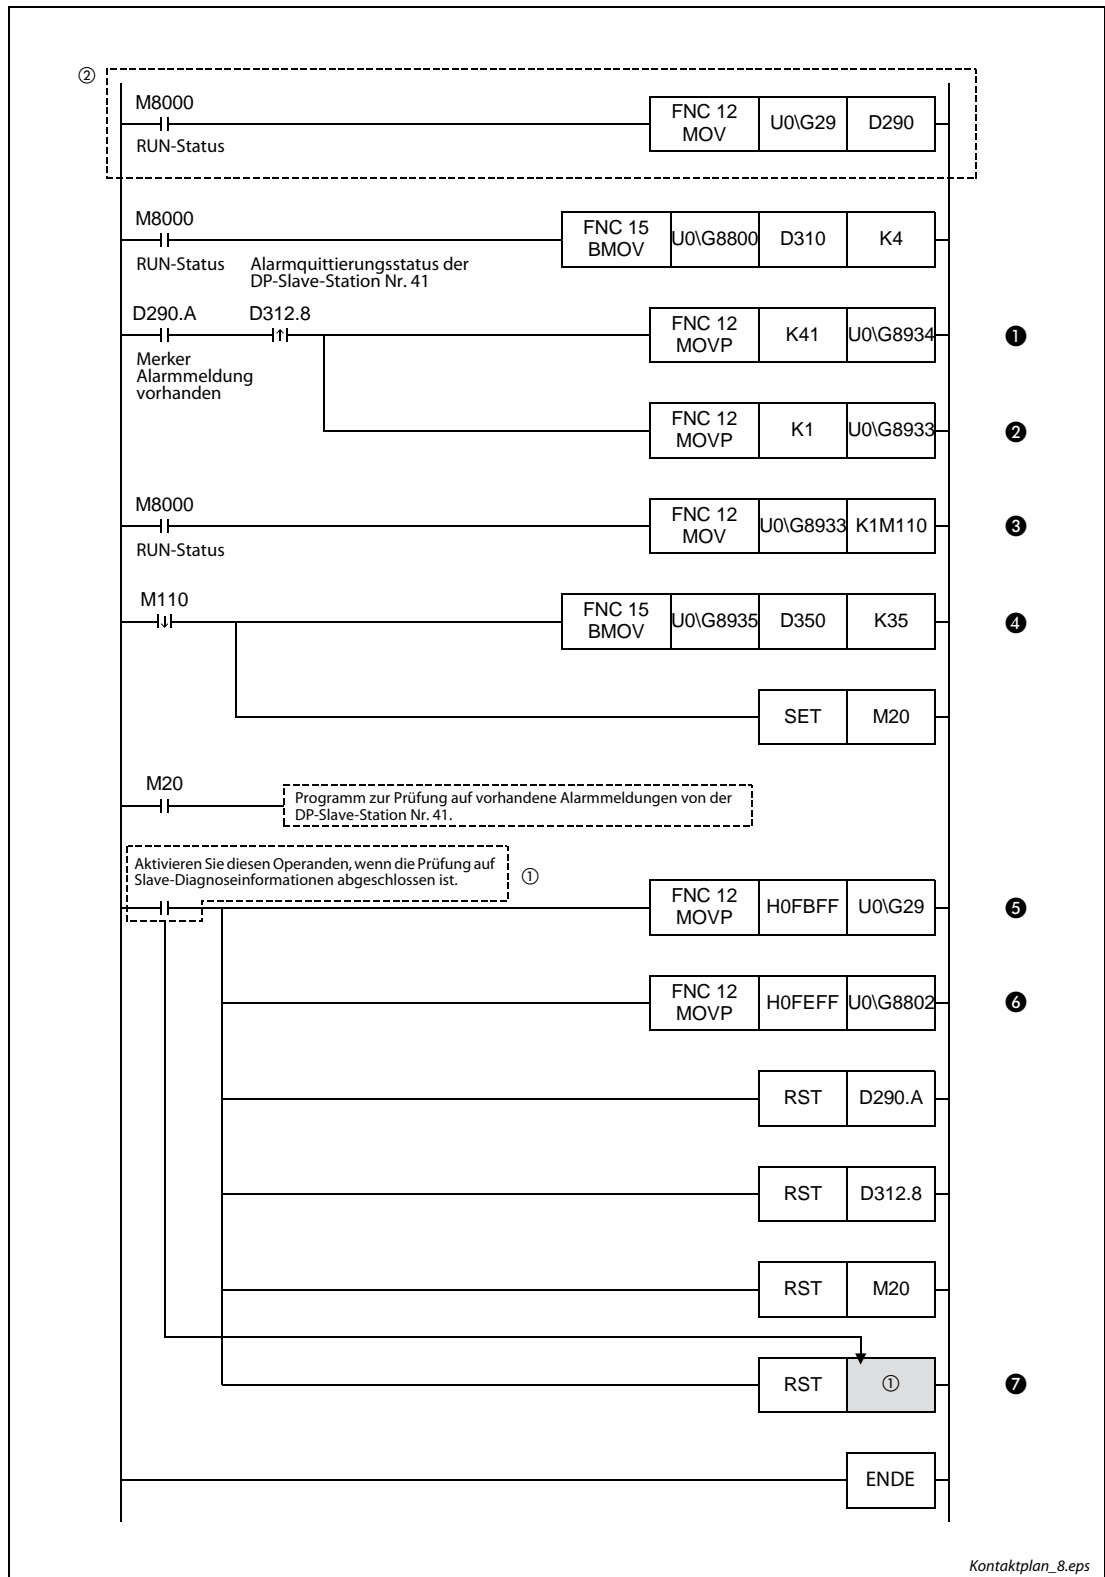 ②
M8000
RUN-Status
FNC 12
MOV
U0\G29
D290
M8000
RUN-Status
FNC 15
BMOV
U0\G8800
D310
K4
Alarmquittierungsstatus der
DP-Slave-Station Nr. 41
D290.A
D312.8
Merker
Alarmmeldung
vorhanden
FNC 12
MOVP
K41
U0\G8934
❶
FNC 12
MOVP
K1
U0\G8933
❷
M8000
RUN-Status
FNC 12
MOV
U0\G8933
K1M110
❸
M110
FNC 15
BMOV
U0\G8935
D350
K35
❹
SET
M20
M20
Programm zur Prüfung auf vorhandene Alarmmeldungen von der
DP-Slave-Station Nr. 41.
Aktivieren Sie diesen Operanden, wenn die Prüfung auf
Slave-Diagnoseinformationen abgeschlossen ist.
①
FNC 12
MOVP
H0FBFF
U0\G29
❺
FNC 12
MOVP
H0FEFF
U0\G8802
❻
RST
D290.A
RST
D312.8
RST
M20
RST
①
❼
ENDE
Kontaktplan_8.eps